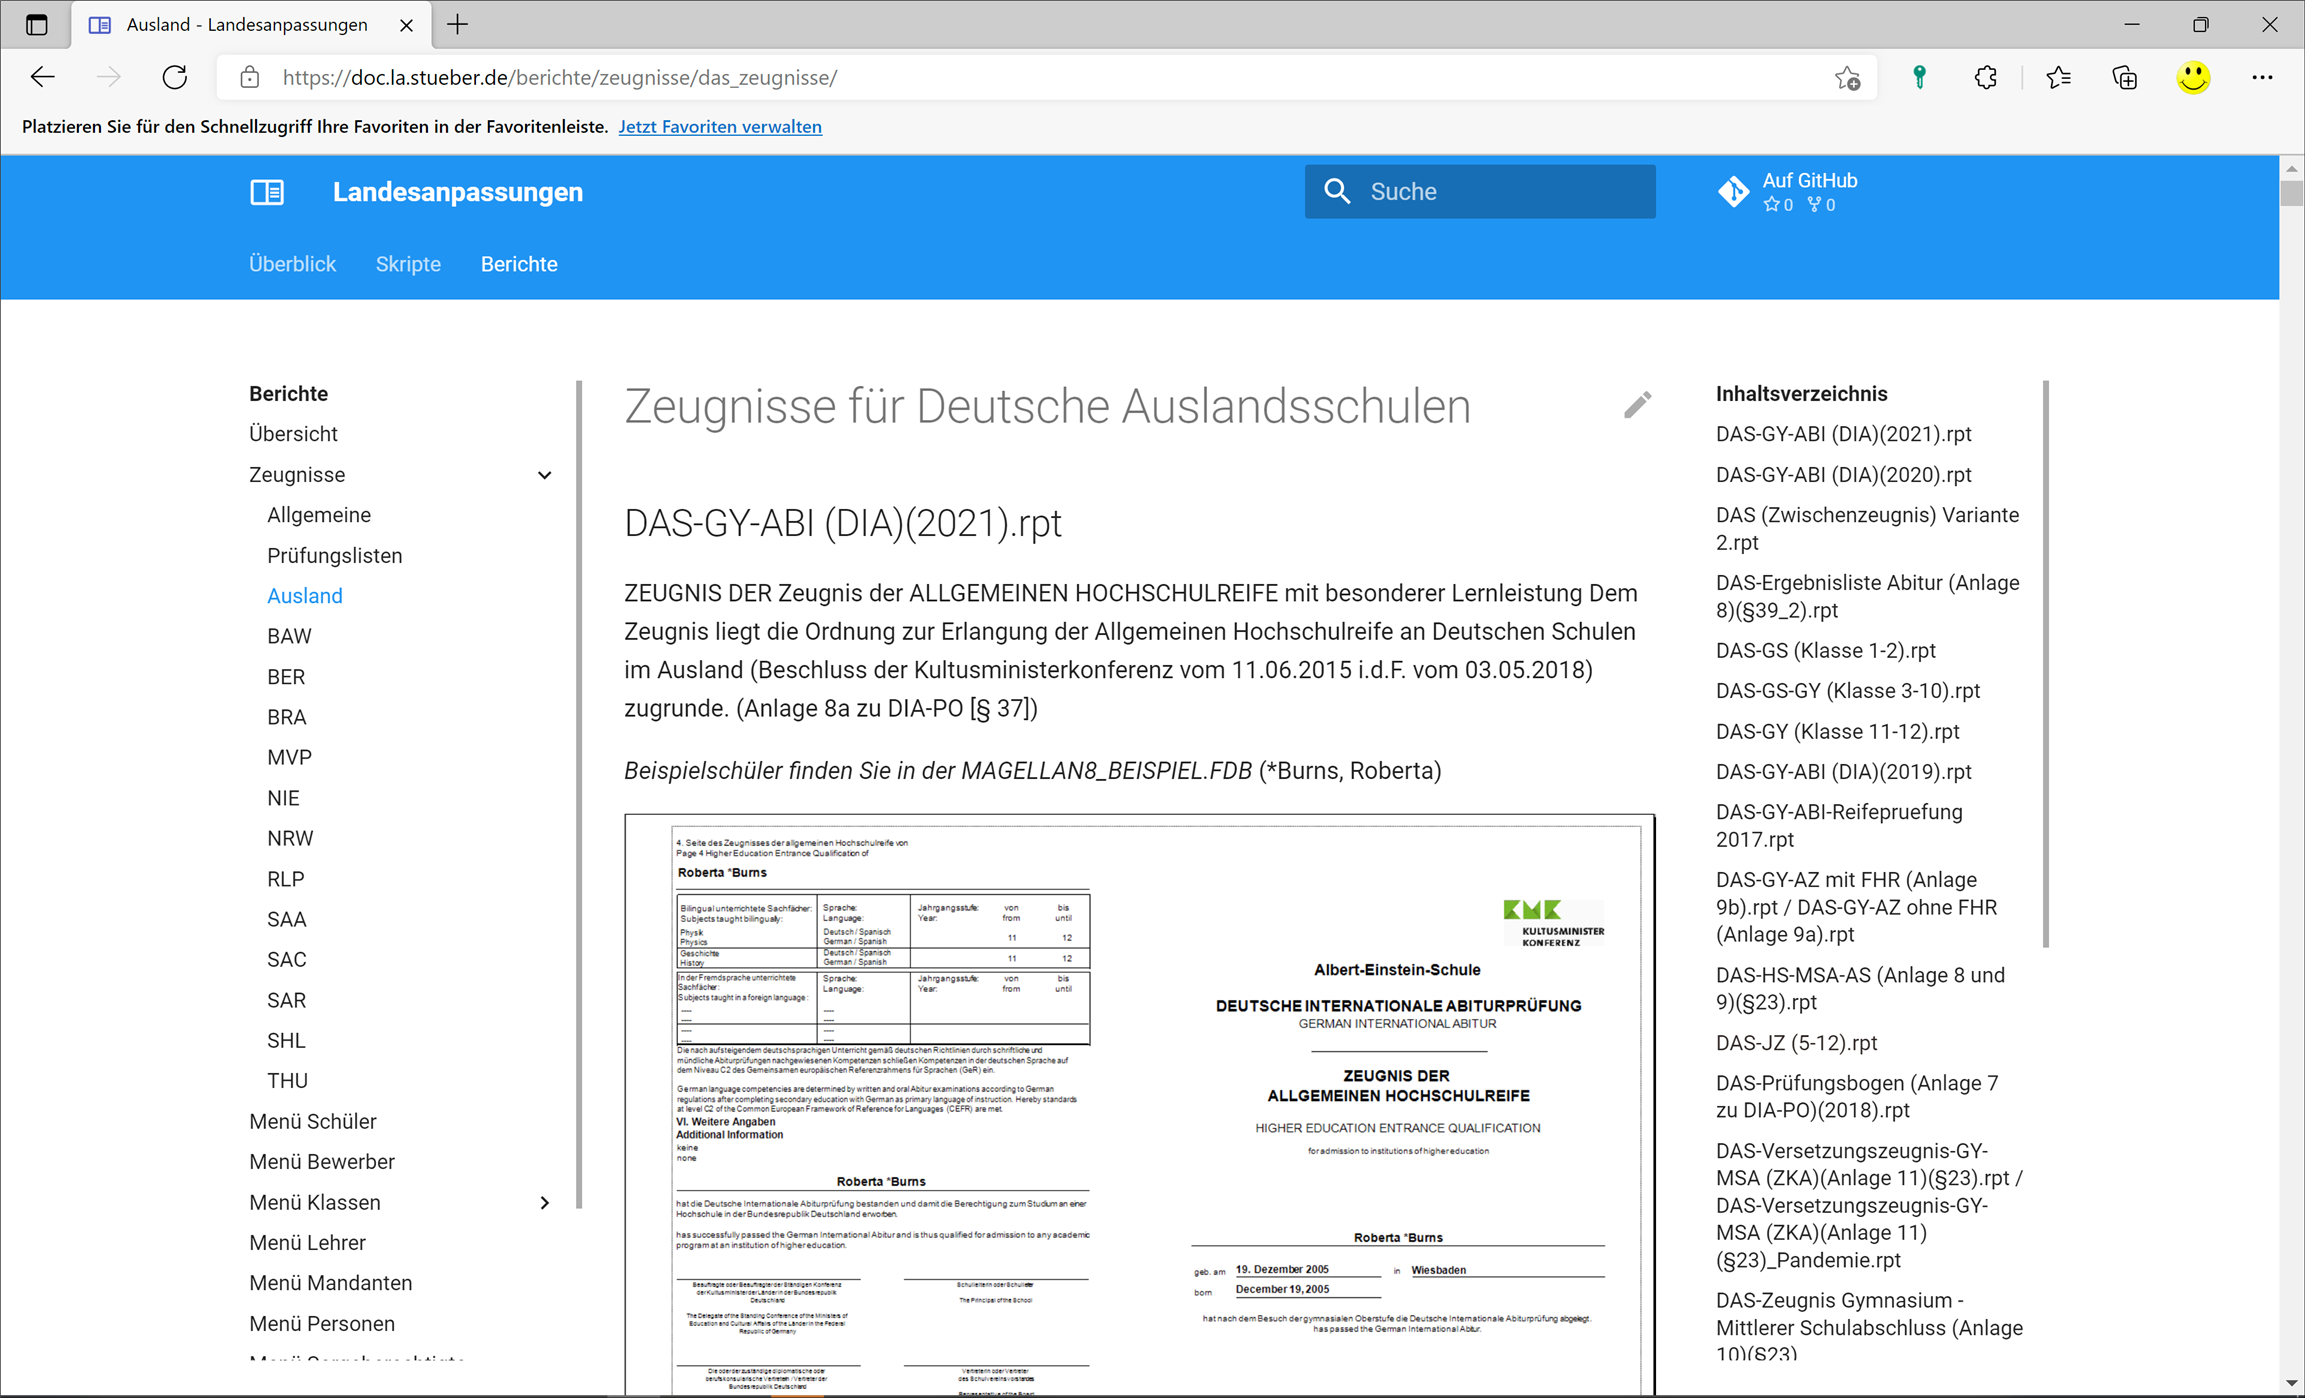 Ausland - Landesanpassungen
https://doc.la.stueber.de/berichte/zeugnisse/das_zeugnisse/
Platzieren Sie für den Schnellzugriff Ihre Favoriten in der Favoritenleiste. Jetzt Favoriten verwalten
Landesanpassungen
Suche
Auf GitHub
0 0
Überblick Skripte Berichte
Berichte
Übersicht
Zeugnisse
Allgemeine
Prüfungslisten
Ausland
BAW
BER
BRA
MVP
NIE
NRW
RLP
SAA
SAC
SAR
SHL
THU
Menü Schüler
Menü Bewerber
Menü Klassen
Menü Lehrer
Menü Mandanten
Menü Personen
Zeugnisse für Deutsche Auslandsschulen
DAS-GY-ABI (DIA)(2021).rpt
ZEUGNIS DER Zeugnis der ALLGEMEINEN HOCHSCHULREIFE mit besonderer Lernleistung Dem
Zeugnis liegt die Ordnung zur Erlangung der Allgemeinen Hochschulreife an Deutschen Schulen
im Ausland (Beschluss der Kultusministerkonferenz vom 11.06.2015 i.d.F. vom 03.05.2018)
zugrunde. (Anlage 8a zu DIA-PO [§ 37])
Beispielschüler finden Sie in der MAGELLAN8_BEISPIEL.FDB (*Burns, Roberta)
4. Seite des Zeugnisses der allgemeinen Hochschulreife von
Page 4 Higher Education Entrance Qualification of
Roberta *Burns
Bilingual unterrichtete Sachfächer: Sprache: Jahrgangsstufe: von bis
Subjects taught bilingually: Language: Year: from until
Physik Deutsch / Spanisch
Physics German / Spanish 11 12
Geschichte Deutsch / Spanisch
History German / Spanish 11 12
In der Fremdsprache unterrichtete Sprache: Jahrgangsstufe: von bis
Sachfächer: Language: Year: from until
Subjects taught in a foreign language:
---- ----
---- ----
---- ----
---- ----
Die nach aufsteigendem deutschsprachigen Unterricht gemäß deutschen Richtlinien durch schriftliche und
mündliche Abiturprüfungen nachgewiesenen Kompetenzen schließen Kompetenzen in der deutschen Sprache auf
dem Niveau C2 des Gemeinsamen europäischen Referenzrahmens für Sprachen (GeR) ein.
German language competencies are determined by written and oral Abitur examinations according to German
regulations after completing secondary education with German as primary language of instruction. Hereby standards
at level C2 of the Common European Framework of Reference for Languages (CEFR) are met.
VI. Weitere Angaben
Additional Information
keine
none
Roberta *Burns
hat die Deutsche Internationale Abiturprüfung bestanden und damit die Berechtigung zum Studium an einer
Hochschule in der Bundesrepublik Deutschland erworben.
has successfully passed the German International Abitur and is thus qualified for admission to any academic
program at an institution of higher education.
Beauftragte oder Beauftragter der Ständigen Konferenz
der Kultusminister der Länder in der Bundesrepublik
Deutschland
The Delegate of the Standing Conference of the Ministers of
Education and Cultural Affairs of the Länder in the Federal
Republic of Germany
Schulleiterin oder Schulleiter
The Principal of the School
Die oder der zuständige diplomatische oder
berufskonsularische Vertreterin / Vertreter der
Bundesrepublik Deutschland
Vertreterin oder Vertreter
des Schulvereinsvorstandes
Representative of the Board
KMK
KULTUSMINISTER
KONFERENZ
Albert-Einstein-Schule
DEUTSCHE INTERNATIONALE ABITURPRÜFUNG
GERMAN INTERNATIONAL ABITUR
ZEUGNIS DER
ALLGEMEINEN HOCHSCHULREIFE
HIGHER EDUCATION ENTRANCE QUALIFICATION
for admission to institutions of higher education
Roberta *Burns
geb. am 19. Dezember 2005 in Wiesbaden
born December 19, 2005
hat nach dem Besuch der gymnasialen Oberstufe die Deutsche Internationale Abiturprüfung abgelegt.
has passed the German International Abitur.
Inhaltsverzeichnis
DAS-GY-ABI (DIA)(2021).rpt
DAS-GY-ABI (DIA)(2020).rpt
DAS (Zwischenzeugnis) Variante
2.rpt
DAS-Ergebnisliste Abitur (Anlage
8)(§39_2).rpt
DAS-GS (Klasse 1-2).rpt
DAS-GS-GY (Klasse 3-10).rpt
DAS-GY (Klasse 11-12).rpt
DAS-GY-ABI (DIA)(2019).rpt
DAS-GY-ABI-Reifepruefung
2017.rpt
DAS-GY-AZ mit FHR (Anlage
9b).rpt / DAS-GY-AZ ohne FHR
(Anlage 9a).rpt
DAS-HS-MSA-AS (Anlage 8 und
9)(§23).rpt
DAS-JZ (5-12).rpt
DAS-Prüfungsbogen (Anlage 7
zu DIA-PO)(2018).rpt
DAS-Versetzungszeugnis-GY-
MSA (ZKA)(Anlage 11)(§23).rpt /
DAS-Versetzungszeugnis-GY-
MSA (ZKA)(Anlage 11)
(§23)_Pandemie.rpt
DAS-Zeugnis Gymnasium -
Mittlerer Schulabschluss (Anlage
10)(§23)